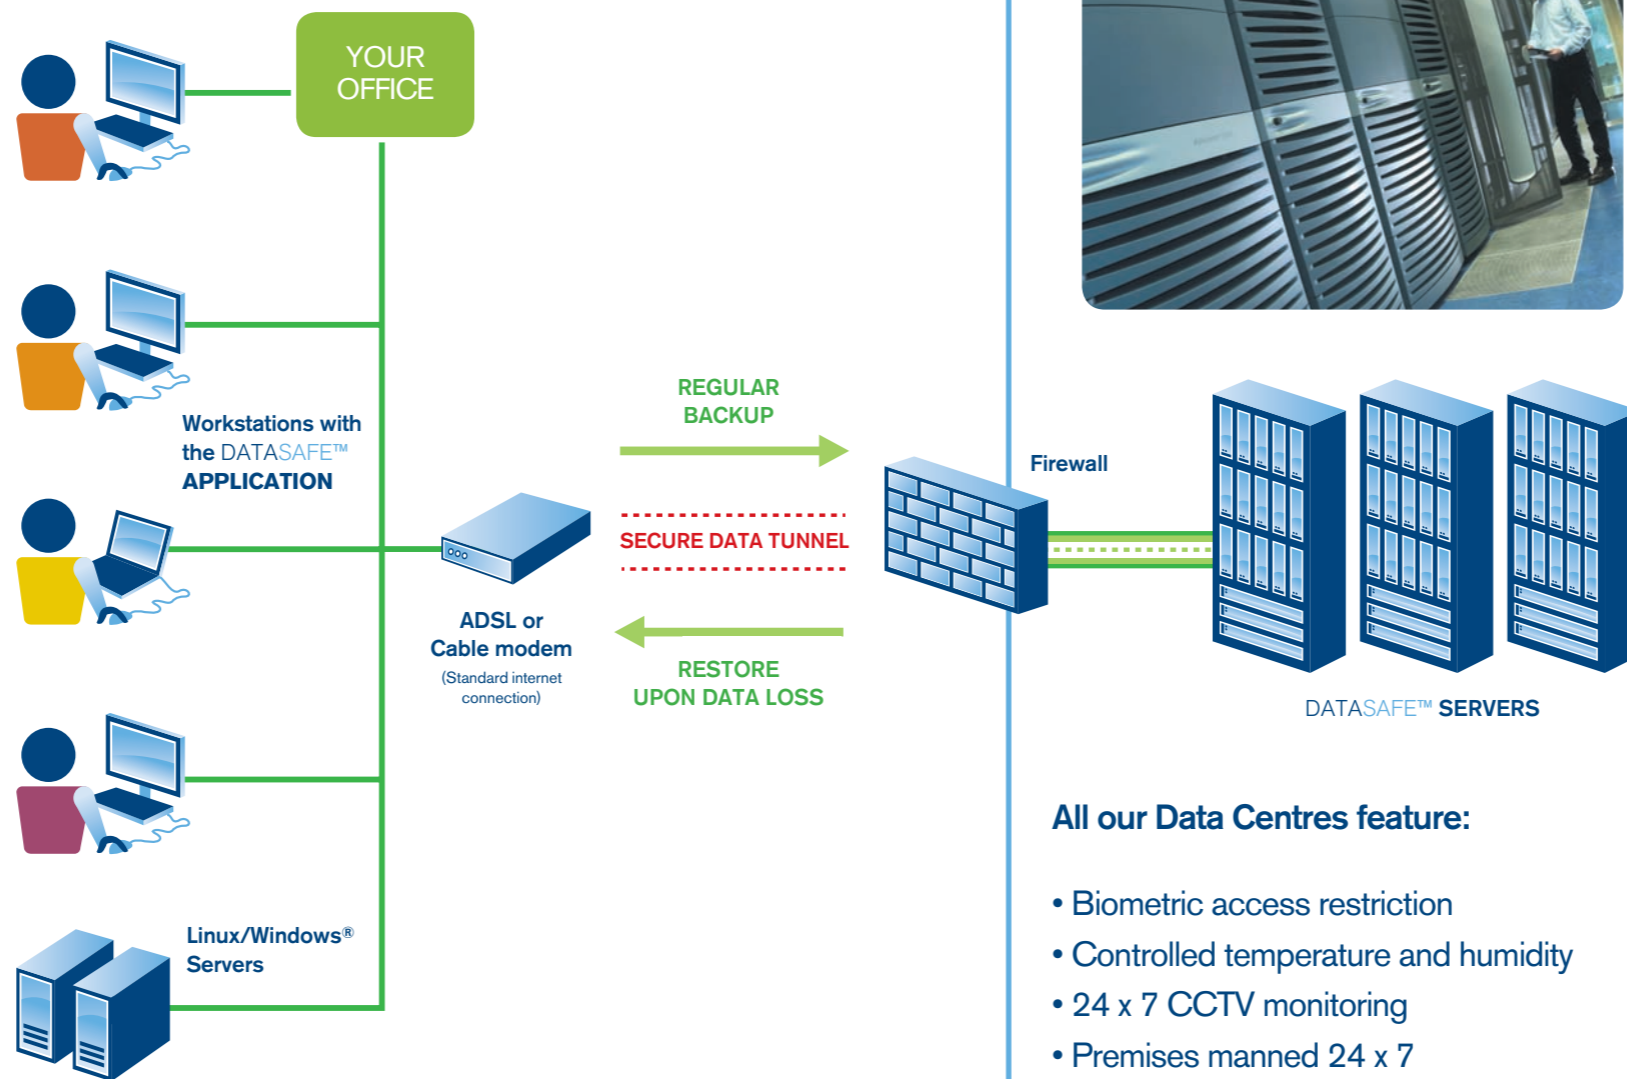 YOUR
OFFICE
Workstations with
the DATASAFE™
APPLICATION
REGULAR
BACKUP
SECURE DATA TUNNEL
RESTORE
UPON DATA LOSS
ADSL or
Cable modem
(Standard internet
connection)
Firewall
DATASAFE™ SERVERS
Linux/Windows®
Servers
All our Data Centres feature:
• Biometric access restriction
• Controlled temperature and humidity
• 24 x 7 CCTV monitoring
• Premises manned 24 x 7